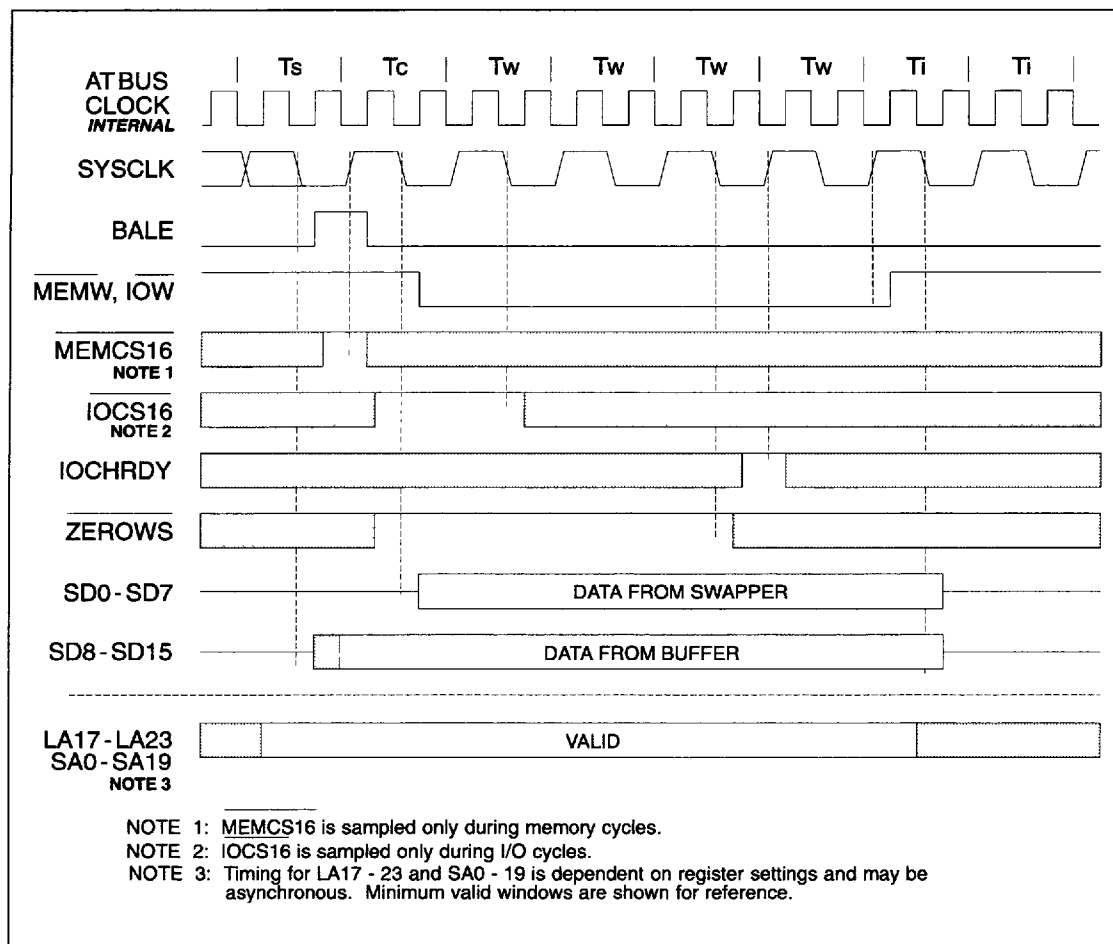 Ts Tc Tw Tw Tw Tw Ti Ti
AT BUS
CLOCK
INTERNAL
SYSCLK
BALE
MEMW, IOW
MEMCS16
NOTE 1
IOCS16
NOTE 2
IOCHRDY
ZEROWS
SD0 - SD7
DATA FROM SWAPPER
SD8 - SD15
DATA FROM BUFFER
LA17 - LA23
SA0 - SA19
NOTE 3
VALID
NOTE 1: MEMCS16 is sampled only during memory cycles.
NOTE 2: IOCS16 is sampled only during I/O cycles.
NOTE 3: Timing for LA17 - 23 and SA0 - 19 is dependent on register settings and may be
asynchronous. Minimum valid windows are shown for reference.